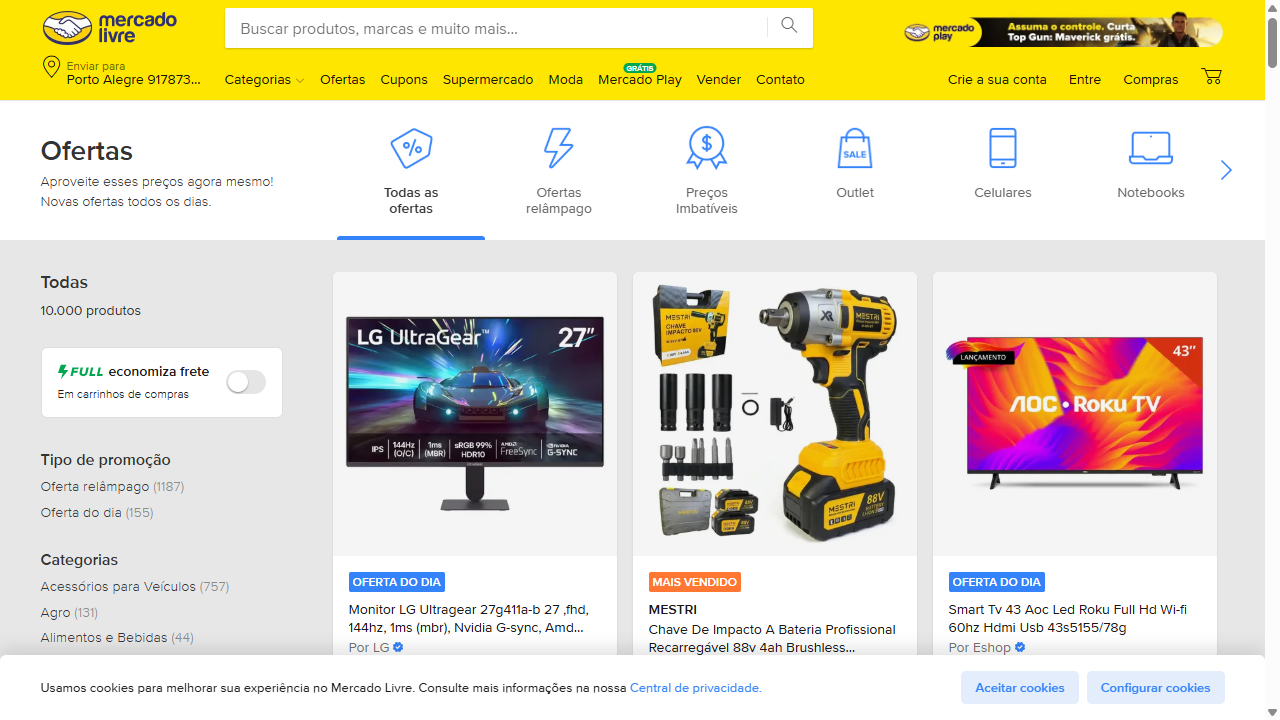 mercado
livre
Buscar produtos, marcas e muito mais...
mercado
play
Assuma o controle. Curta
Top Gun: Maverick grátis.
Enviar para
Porto Alegre 917873...
Categorias
Ofertas
Cupons
Supermercado
Moda
GRÁTIS
Mercado Play
Vender
Contato
Crie a sua conta
Entre
Compras
Ofertas
Aproveite esses preços agora mesmo!
Novas ofertas todos os dias.
Todas as
ofertas
Ofertas
relâmpago
Preços
Imbatíveis
SALE
Outlet
Celulares
Notebooks
Todas
10.000 produtos
FULL economiza frete
Em carrinhos de compras
Tipo de promoção
Oferta relâmpago (1187)
Oferta do dia (155)
Categorias
Acessórios para Veículos (757)
Agro (131)
Alimentos e Bebidas (44)
LG UltraGear™
27”
IPS
144Hz
(O/C)
1ms
(MBR)
sRGB 99%
HDR10
AMD
FreeSync
NVIDIA
G-SYNC
OFERTA DO DIA
Monitor LG Ultragear 27g411a-b 27 ,fhd,
144hz, 1ms (mbr), Nvidia G-sync, Amd...
Por LG
MESTRI
CHAVE
IMPACTO 88V
XR
MESTRI
MESTRI
88V
MAIS VENDIDO
MESTRI
Chave De Impacto A Bateria Profissional
Recarregável 88v 4ah Brushless...
LANÇAMENTO
43”
AOC • Roku TV
OFERTA DO DIA
Smart Tv 43 Aoc Led Roku Full Hd Wi-fi
60hz Hdmi Usb 43s5155/78g
Por Eshop
Usamos cookies para melhorar sua experiência no Mercado Livre. Consulte mais informações na nossa Central de privacidade.
Aceitar cookies
Configurar cookies